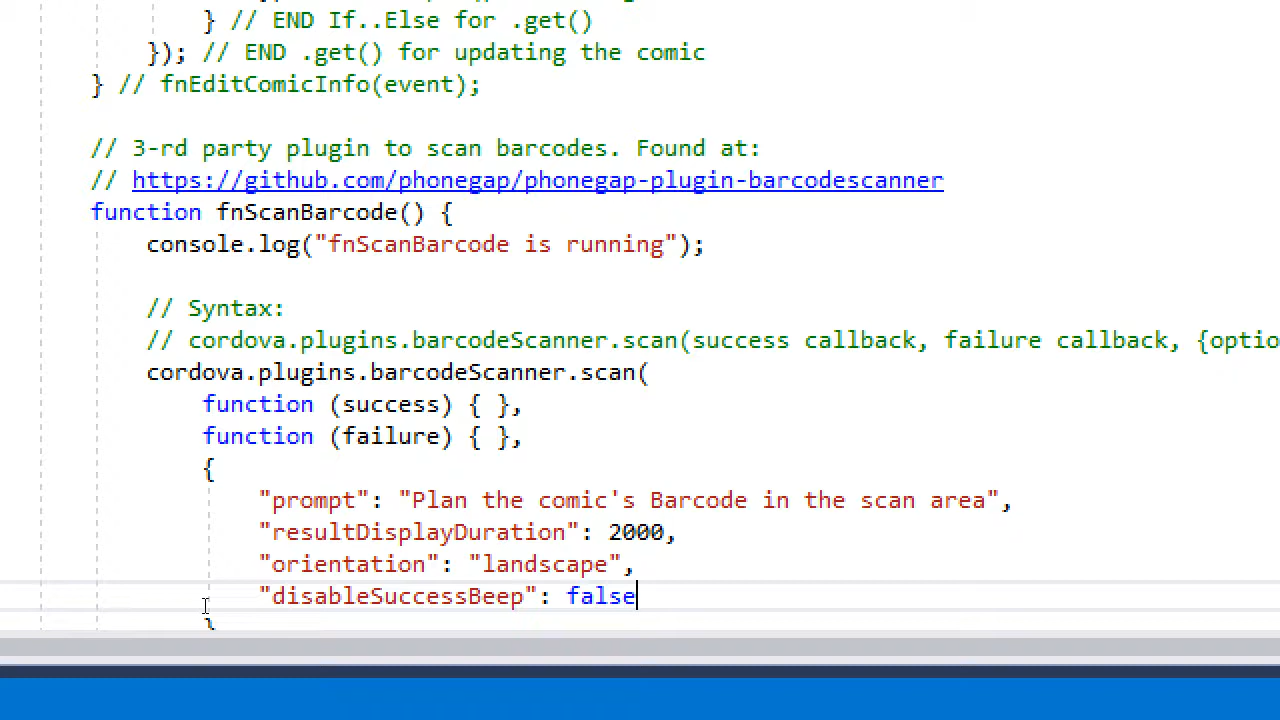 } // END If..Else for .get()
}); // END .get() for updating the comic
} // fnEditComicInfo(event);
// 3-rd party plugin to scan barcodes. Found at:
// https://github.com/phonegap/phonegap-plugin-barcodescanner
function fnScanBarcode() {
console.log("fnScanBarcode is running");
// Syntax:
// cordova.plugins.barcodeScanner.scan(success callback, failure callback, {optio
cordova.plugins.barcodeScanner.scan(
function (success) { },
function (failure) { },
{
"prompt": "Plan the comic's Barcode in the scan area",
"resultDisplayDuration": 2000,
"orientation": "landscape",
"disableSuccessBeep": false
}